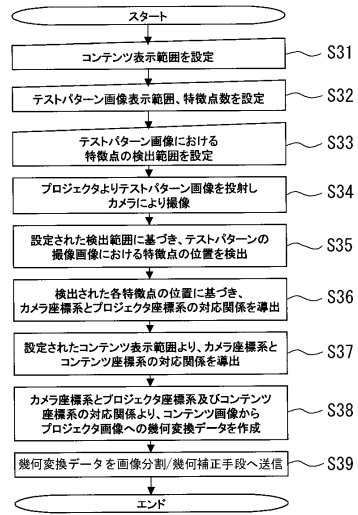 スタート
コンテンツ表示範囲を設定
S31
テストパターン画像表示範囲、特徴点数を設定
S32
テストパターン画像における
特徴点の検出範囲を設定
S33
プロジェクタよりテストパターン画像を投射し
カメラにより撮像
S34
設定された検出範囲に基づき、テストパターンの
撮像画像における特徴点の位置を検出
S35
検出された各特徴点の位置に基づき、
カメラ座標系とプロジェクタ座標系の対応関係を導出
S36
設定されたコンテンツ表示範囲より、カメラ座標系と
コンテンツ座標系の対応関係を導出
S37
カメラ座標系とプロジェクタ座標系及びコンテンツ
座標系の対応関係より、コンテンツ画像から
プロジェクタ画像への幾何変換データを作成
S38
幾何変換データを画像分割/幾何補正手段へ送信
S39
エンド